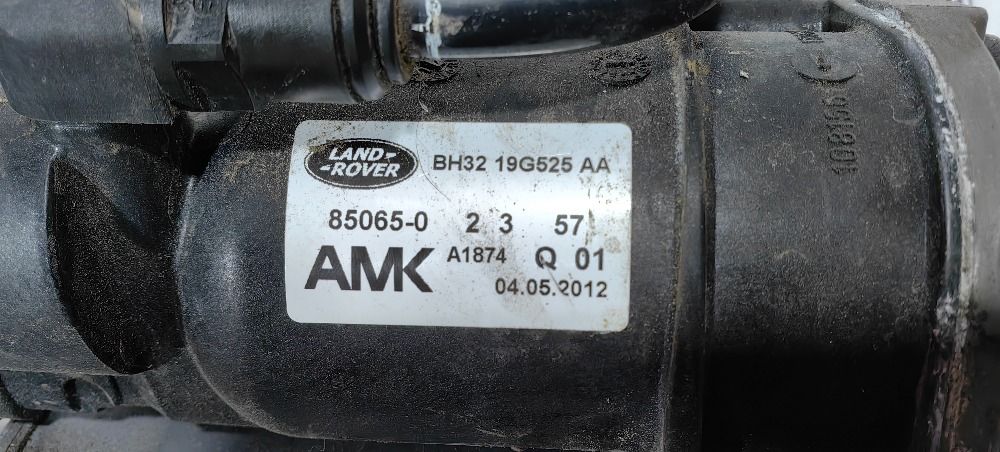 LAND-
-ROVER
BH32 19G525 AA
85065-0 2 3 57
AMK A1874 Q 01
04.05.2012